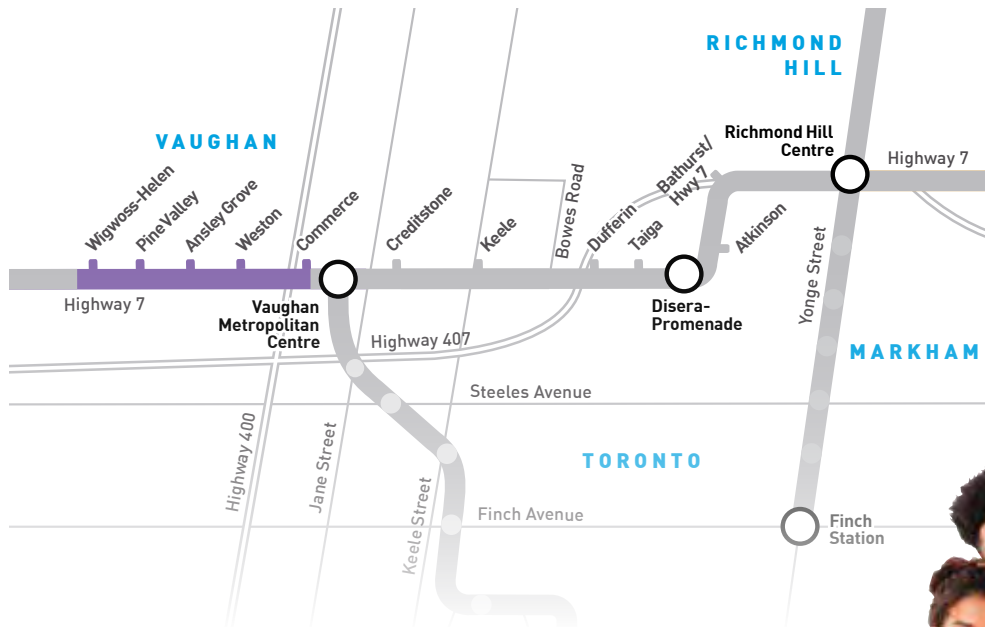 RICHMOND
HILL
VAUGHAN
Richmond Hill
Centre
Highway 7
Wigwoss-Helen
Pine Valley
Ansley Grove
Weston
Commerce
Creditstone
Keele
Bowes Road
Dufferin
Taiga
Bathurst/
Hwy 7
Atkinson
Highway 7
Vaughan
Metropolitan
Centre
Disera-
Promenade
Yonge Street
Highway 407
MARKHAM
Steeles Avenue
Highway 400
Jane Street
TORONTO
Keele Street
Finch Avenue
Finch
Station